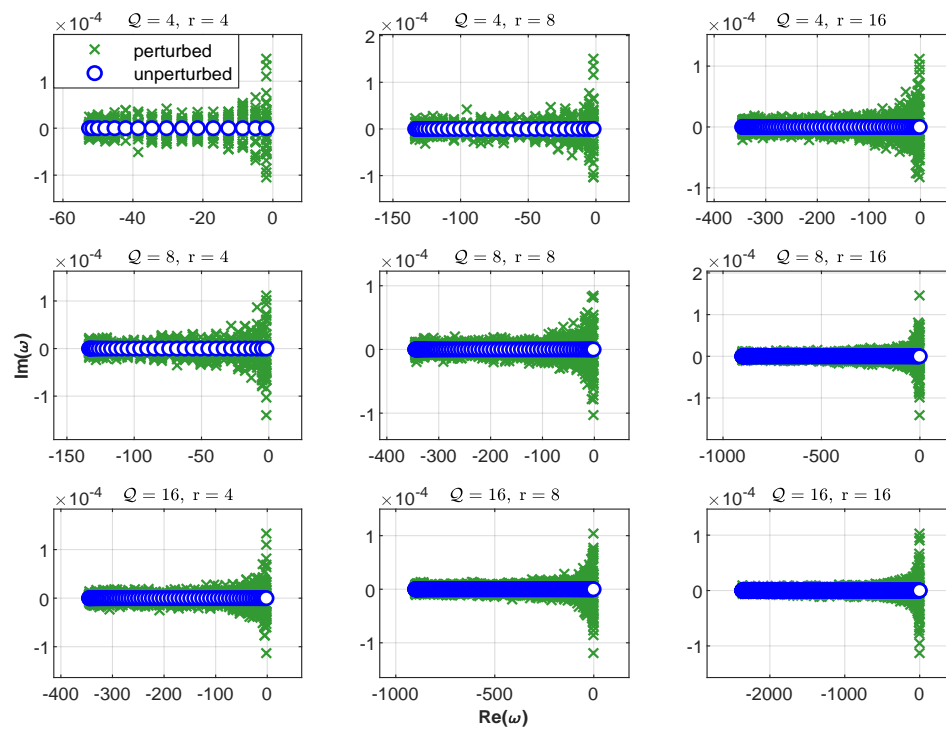 ×10⁻⁴ 𝒬 = 4, r = 4
perturbed
unperturbed
1
0
-1
-60 -40 -20 0
×10⁻⁴ 𝒬 = 4, r = 8
2
1
0
-1
-150 -100 -50 0
×10⁻⁴ 𝒬 = 4, r = 16
1
0
-1
-400 -300 -200 -100 0
×10⁻⁴ 𝒬 = 8, r = 4
1
0
-1
-150 -100 -50 0
Im(ω)
×10⁻⁴ 𝒬 = 8, r = 8
1
0
-1
-400 -300 -200 -100 0
×10⁻⁴ 𝒬 = 8, r = 16
2
1
0
-1
-1000 -500 0
×10⁻⁴ 𝒬 = 16, r = 4
1
0
-1
-400 -300 -200 -100 0
×10⁻⁴ 𝒬 = 16, r = 8
1
0
-1
-1000 -500 0
Re(ω)
×10⁻⁴ 𝒬 = 16, r = 16
1
0
-1
-2000 -1000 0